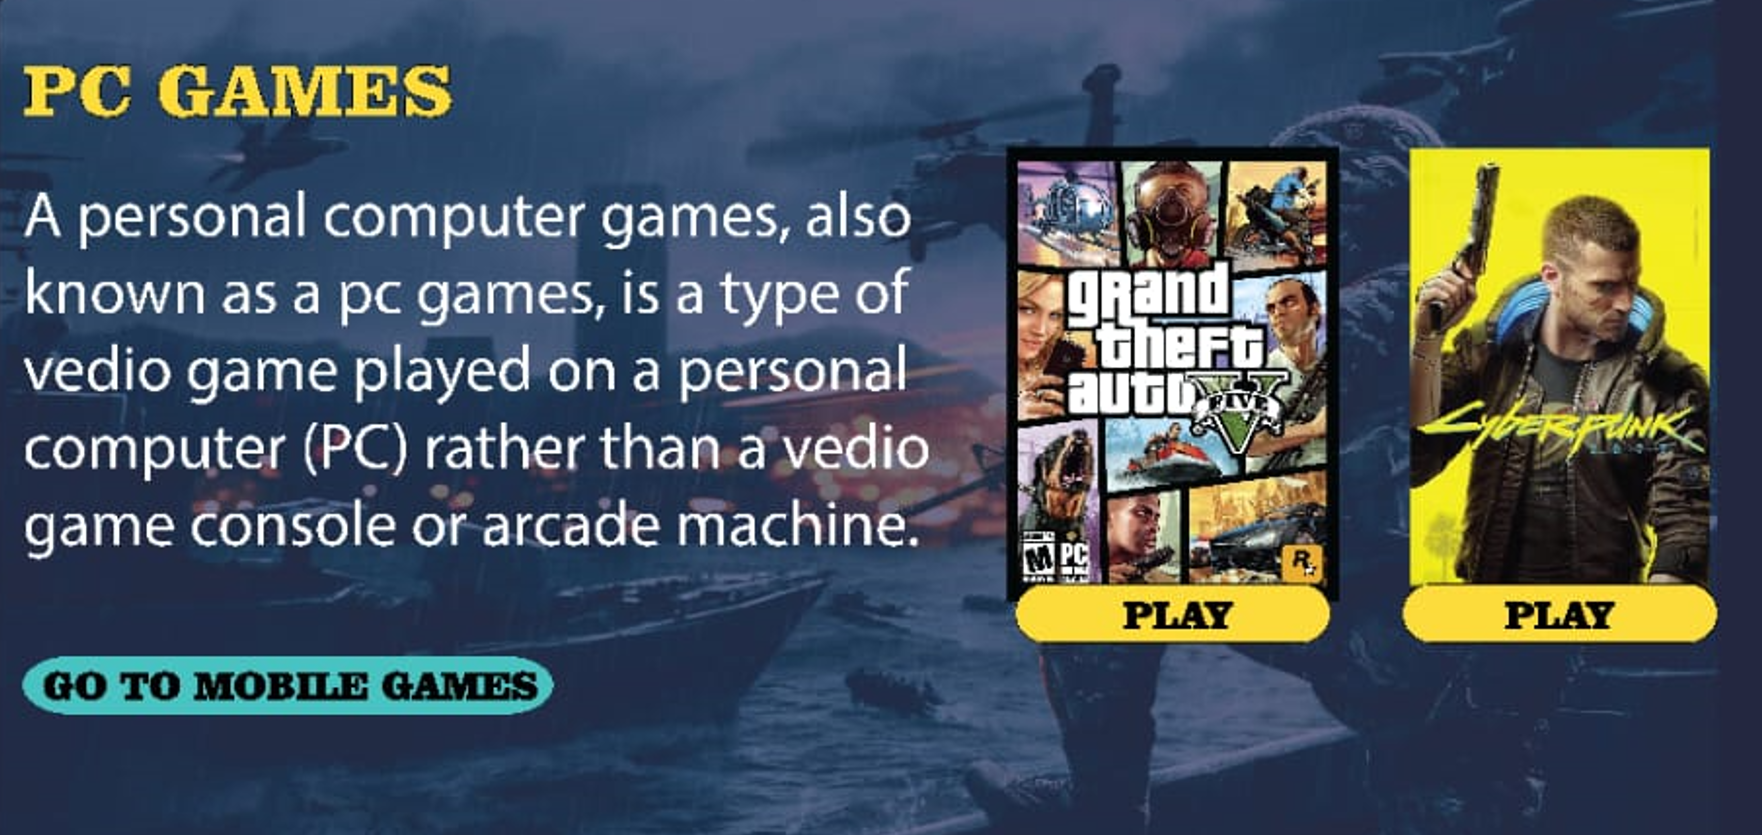 PC GAMES
A personal computer games, also
known as a pc games, is a type of
vedio game played on a personal
computer (PC) rather than a vedio
game console or arcade machine.
GO TO MOBILE GAMES
grand
theft
auto
FIVE
M PC
R
PLAY
CYBERPUNK
PLAY